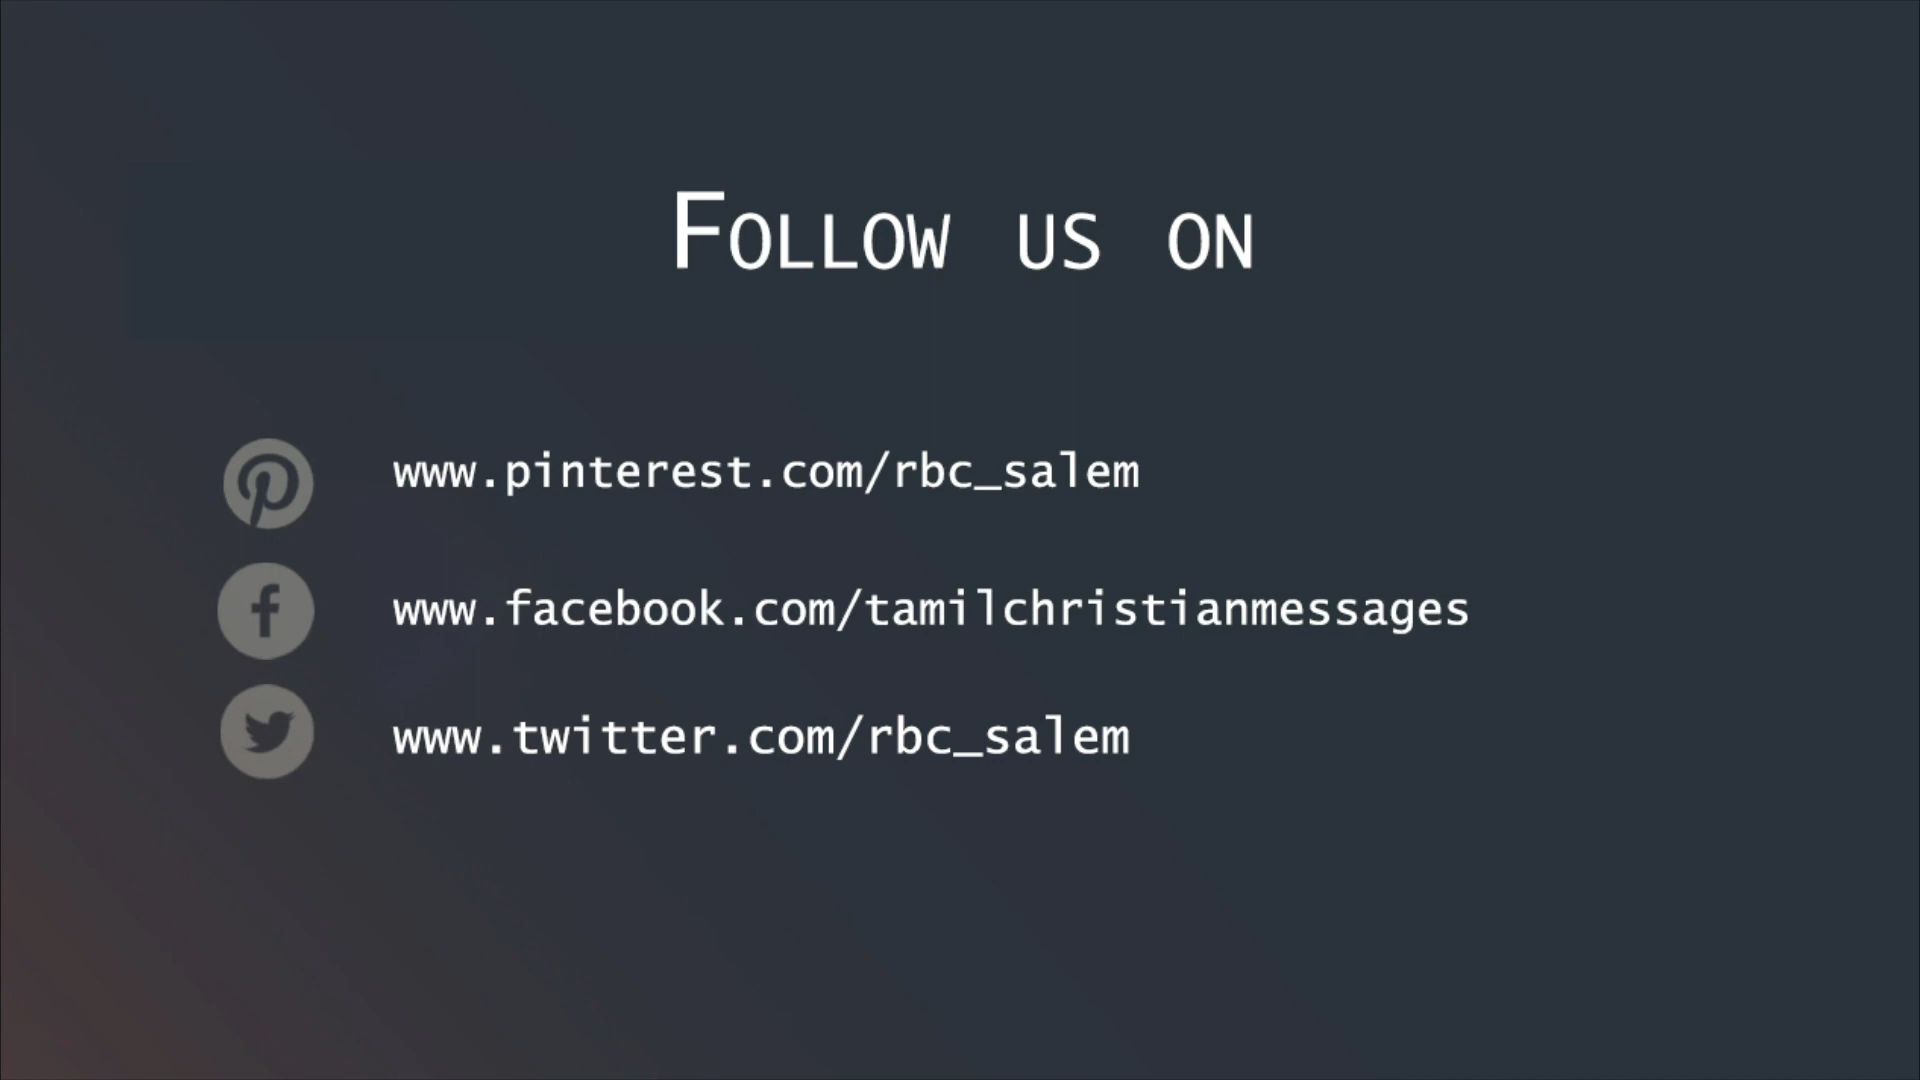 Follow us on
www.pinterest.com/rbc_salem
www.facebook.com/tamilchristianmessages
www.twitter.com/rbc_salem